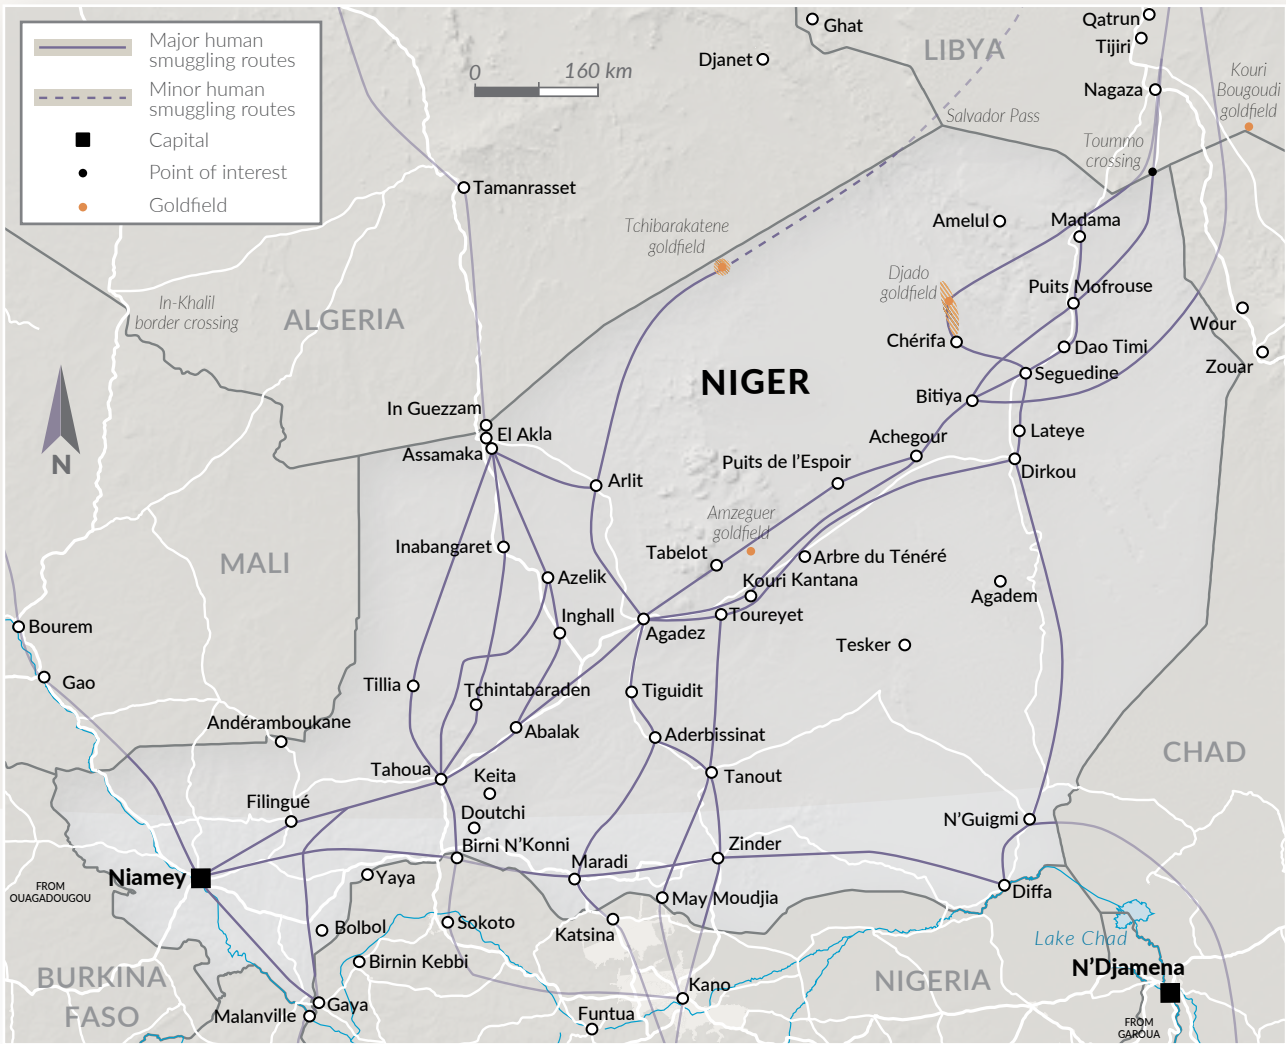 Major human
smuggling routes
Minor human
smuggling routes
Capital
Point of interest
Goldfield
0
160 km
N
Ghat
Djanet
LIBYA
Qatrun
Tijiri
Nagaza
Kouri
Bougoudi
goldfield
Salvador Pass
Toummo
crossing
Tamanrasset
Tchibarakatene
goldfield
Amelul
Madama
Djado
goldfield
Puits Mofrouse
In-Khalil
border crossing
ALGERIA
Wour
Chérifa
Dao Timi
Zouar
Seguedine
NIGER
Bitiya
In Guezzam
El Akla
Assamaka
Achegour
Lateye
Puits de l'Espoir
Dirkou
Arlit
Amzeguer
goldfield
Inabangaret
Tabelot
Arbre du Ténéré
MALI
Azelik
Kouri Kantana
Agadem
Inghall
Toureyet
Agadez
Bourem
Tesker
Gao
Tillia
Tchintabaraden
Tiguidit
Andéramboukane
Abalak
Aderbissinat
CHAD
Tahoua
Keita
Tanout
Filingué
Doutchi
N'Guigmi
Birni N'Konni
Zinder
Maradi
Niamey
Yaya
FROM
OUAGADOUGOU
May Moudjia
Diffa
Bolbol
Sokoto
Katsina
Lake Chad
Birnin Kebbi
N'Djamena
BURKINA
FASO
NIGERIA
Kano
Gaya
Malanville
Funtua
FROM
GAROUA